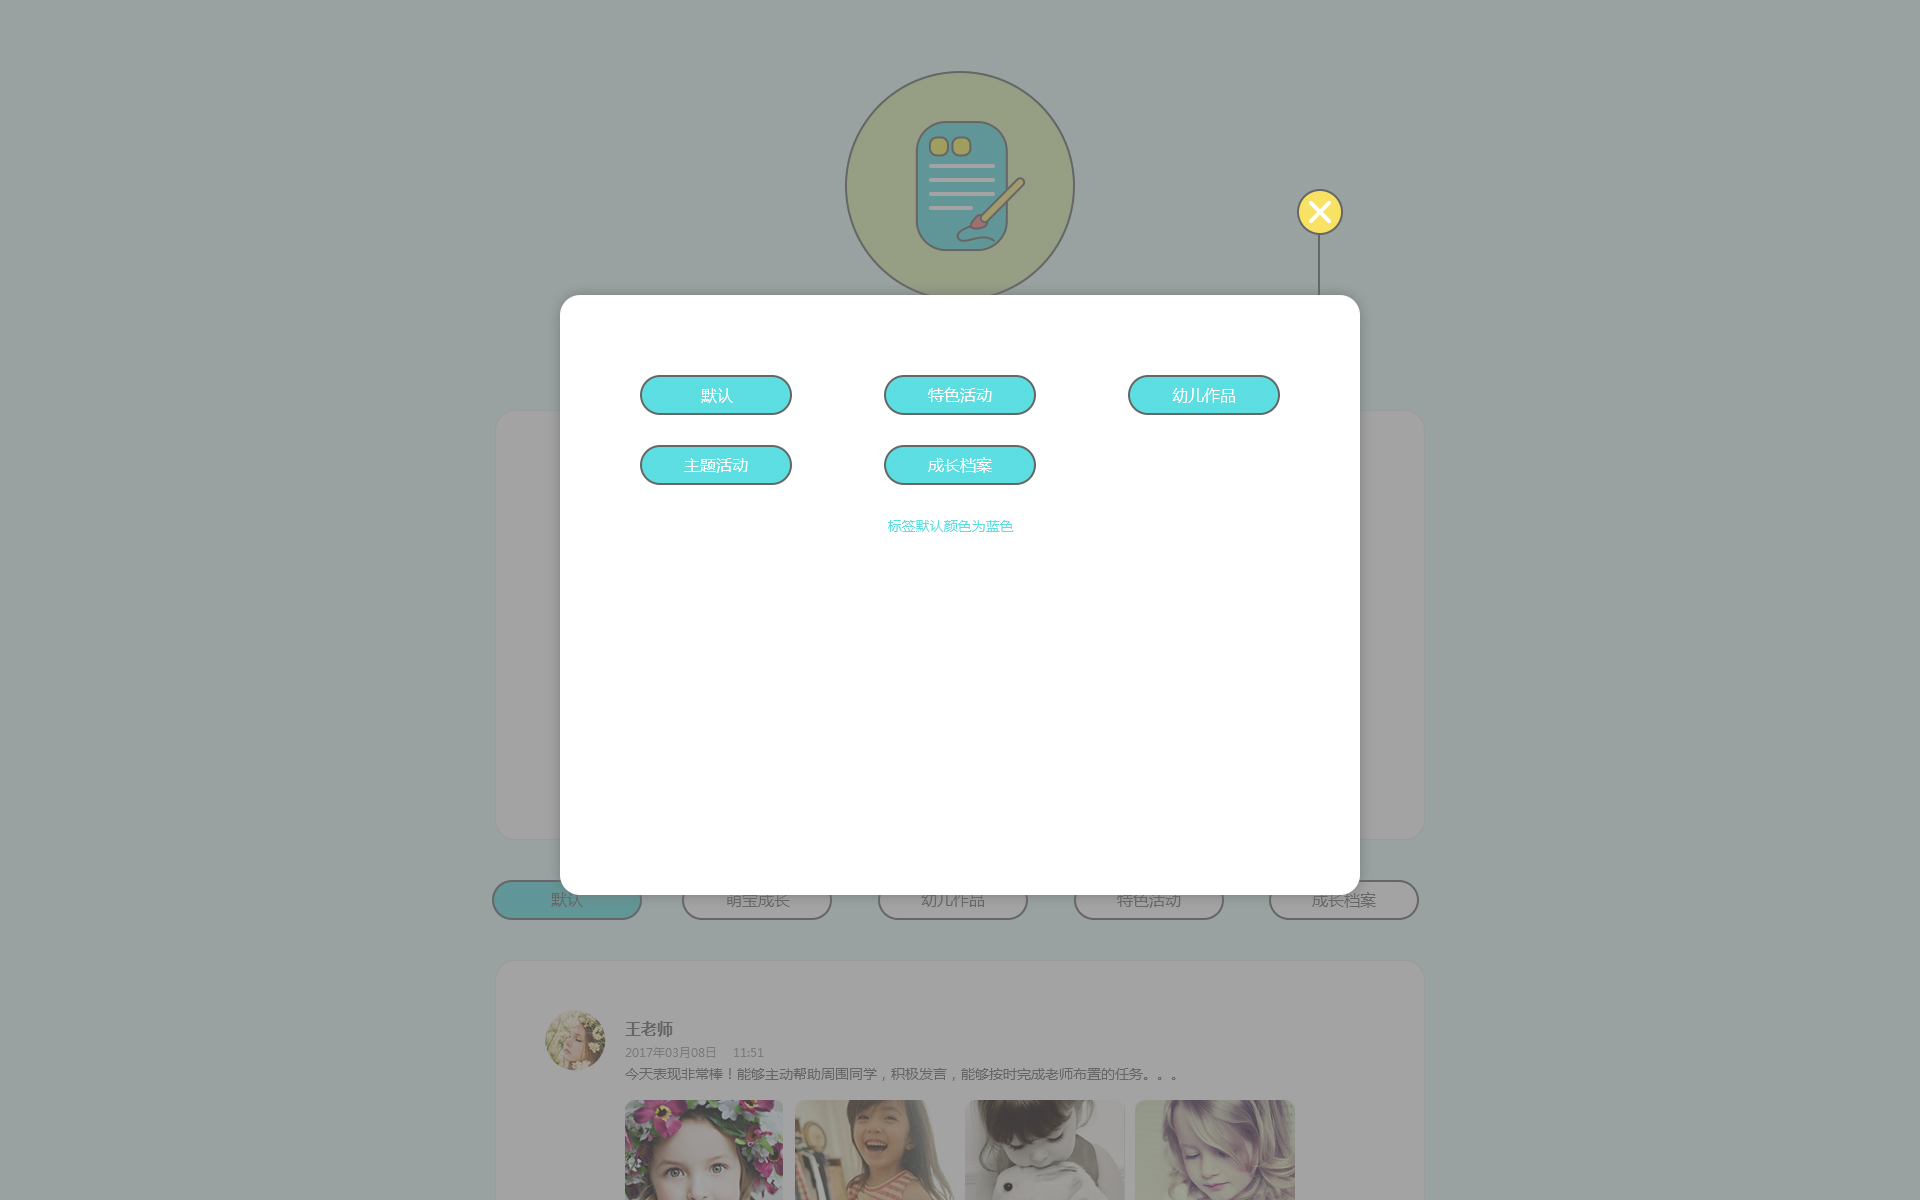 默认
特色活动
幼儿作品
主题活动
成长档案
标签默认颜色为蓝色
默认
萌宝成长
幼儿作品
特色活动
成长档案
王老师
2017年03月08日 11:51
今天表现非常棒！能够主动帮助周围同学，积极发言，能够按时完成老师布置的任务。。。